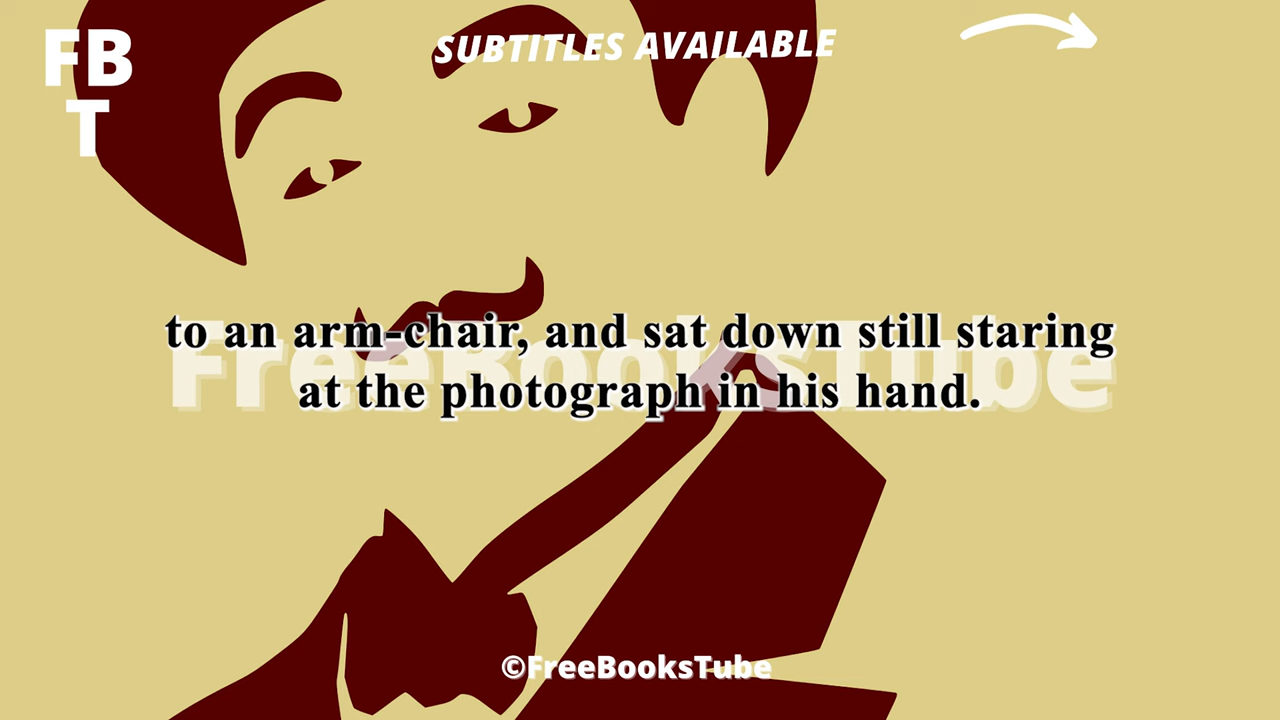 FB
T
SUBTITLES AVAILABLE
to an arm-chair, and sat down still staring
FreeBooksTube
at the photograph in his hand.
©FreeBooksTube